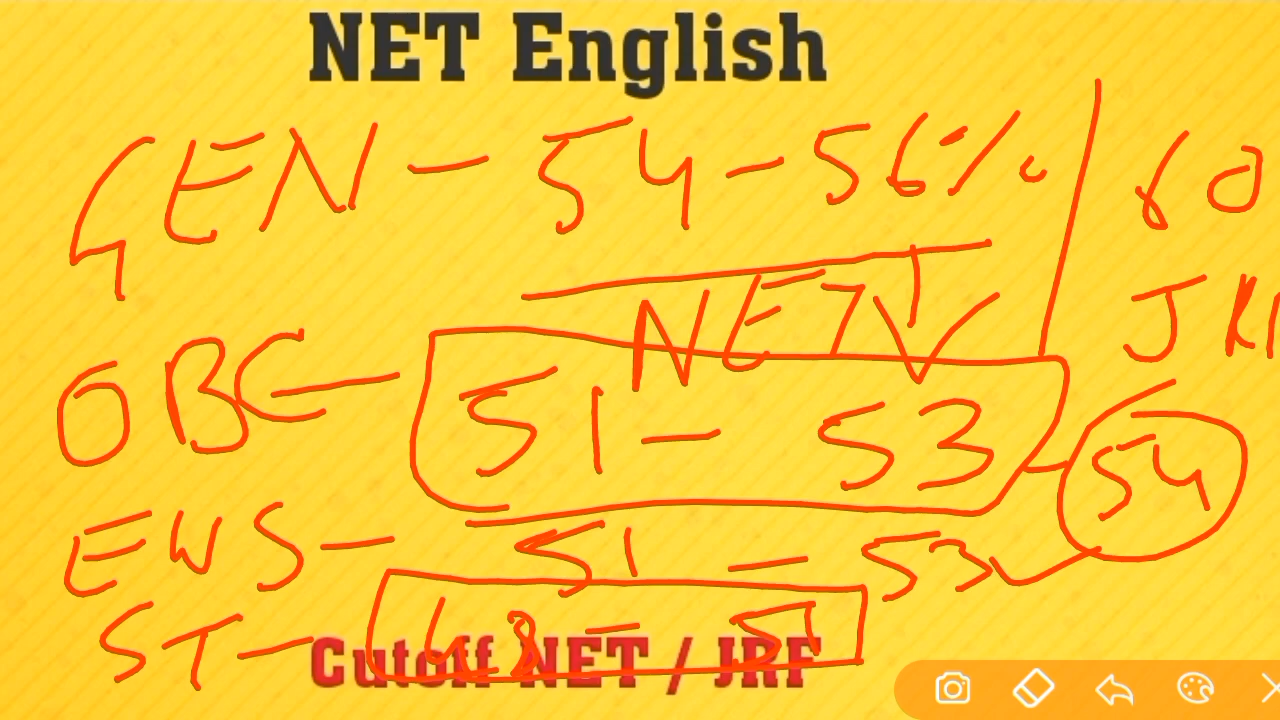 NET English
GEN - 54 - 56% 60
NET JRF
OBC - 51 - 53 - 54
EWS - 51 - 53
ST - 48 - 51
Cutoff NET / JRF